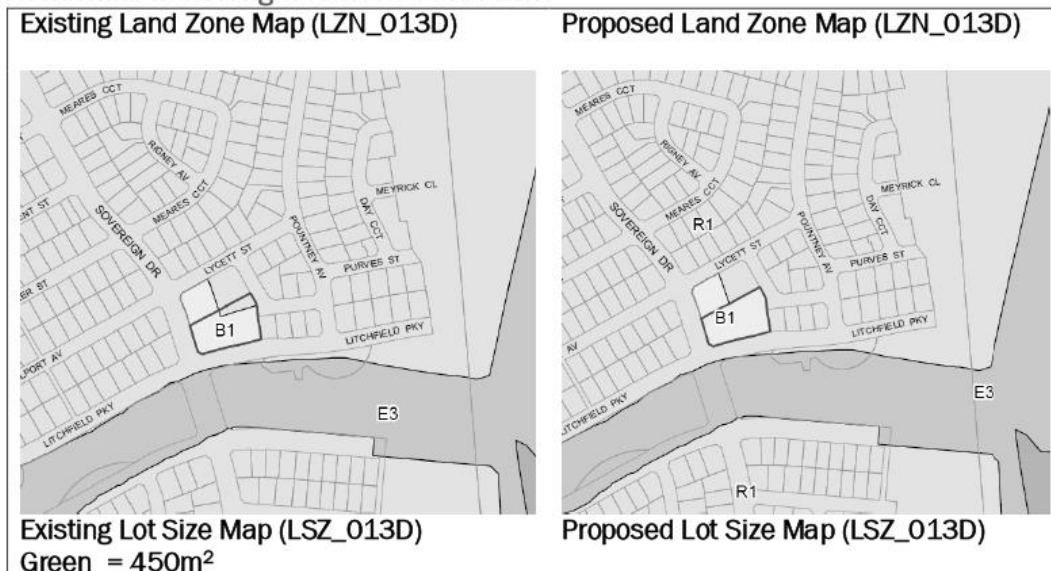 Existing Land Zone Map (LZN_013D)
MEARES CCT
RIGNEY AV
MEARES CCT
SOVEREIGN DR
LYCETT ST
POUNTNEY AV
DAY CCT
MEYRICK CL
PURVES ST
B1
LITCHFIELD PKY
LITCHFIELD PKY
E3
Proposed Land Zone Map (LZN_013D)
MEARES CCT
RIGNEY AV
MEARES CCT
R1
SOVEREIGN DR
LYCETT ST
POUNTNEY AV
DAY CCT
MEYRICK CL
PURVES ST
B1
LITCHFIELD PKY
AV
LITCHFIELD PKY
E3
R1
Existing Lot Size Map (LSZ_013D)
Green = 450m²
Proposed Lot Size Map (LSZ_013D)